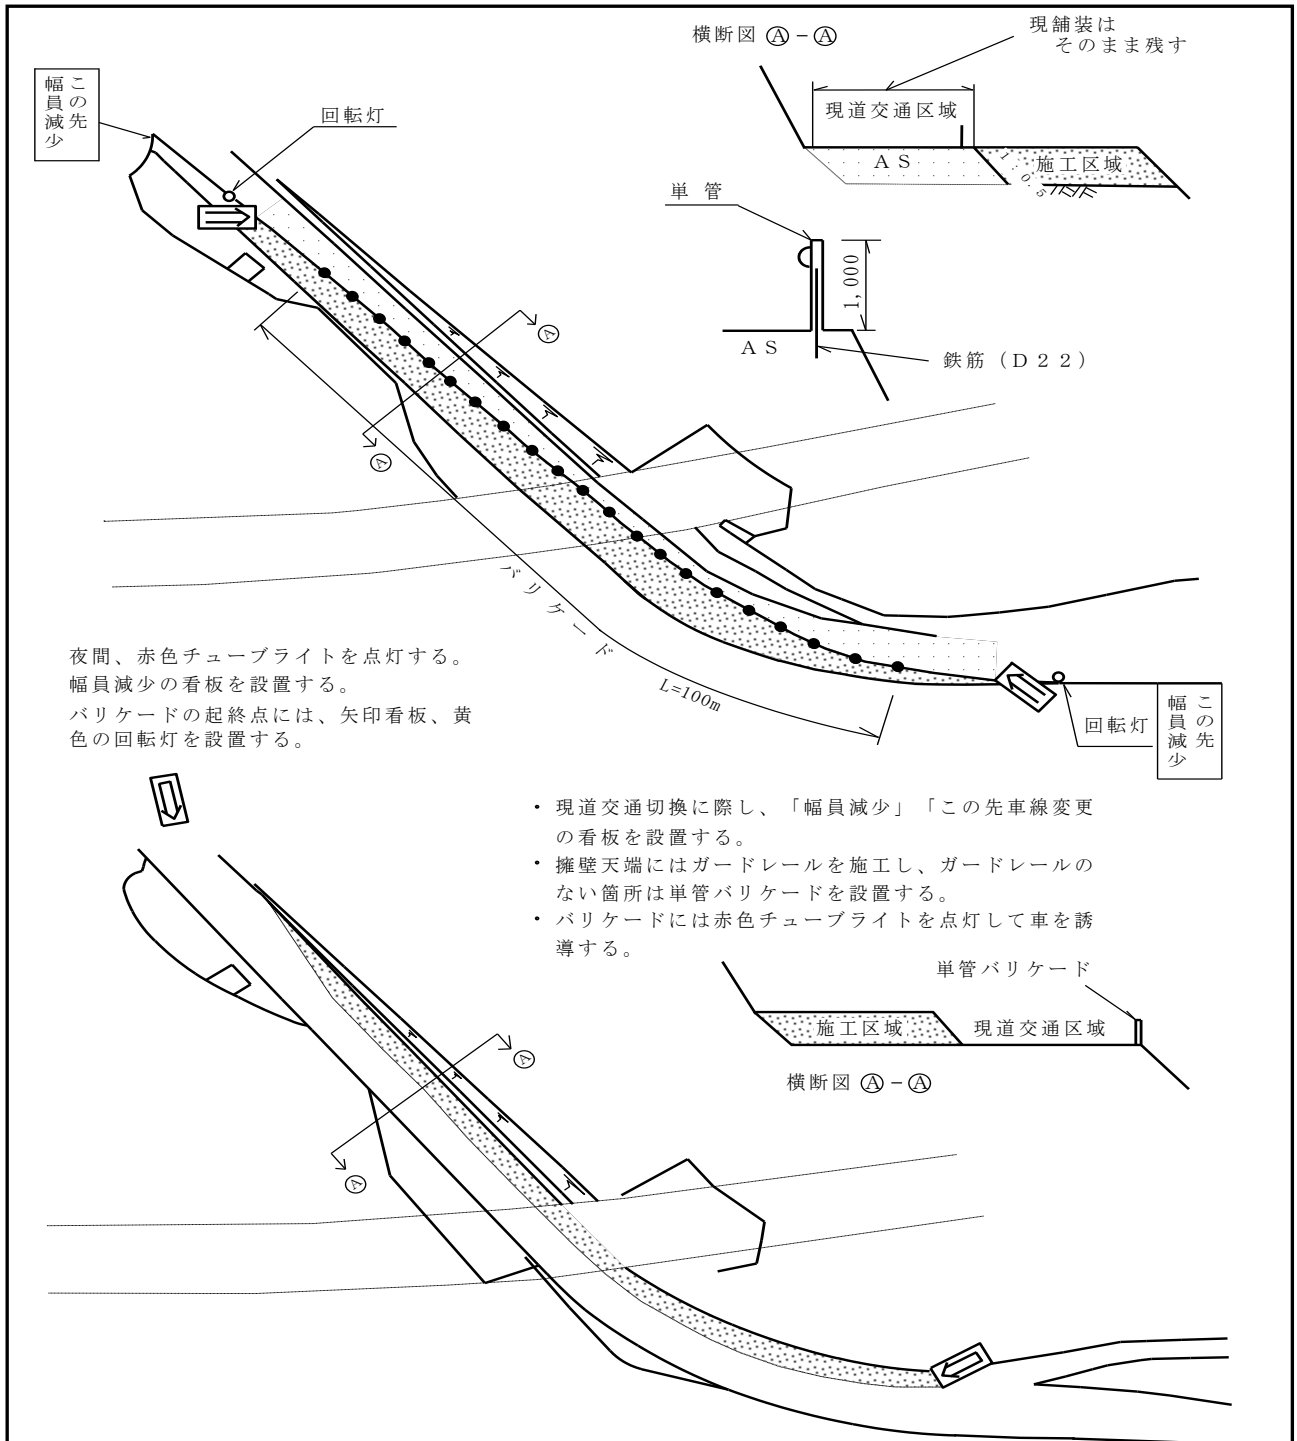 横断図 Ⓐ－Ⓐ
現舗装は
そのまま残す
この先
幅員減少
回転灯
現道交通区域
ＡＳ
1：0.5
施工区域
単管
1,000
ＡＳ
鉄筋（Ｄ２２）
Ⓐ
Ⓐ
バリケード
L=100m
夜間、赤色チューブライトを点灯する。
幅員減少の看板を設置する。
バリケードの起終点には、矢印看板、黄
色の回転灯を設置する。
回転灯
この先
幅員減少
・現道交通切換に際し、「幅員減少」「この先車線変更
の看板を設置する。
・擁壁天端にはガードレールを施工し、ガードレールの
ない箇所は単管バリケードを設置する。
・バリケードには赤色チューブライトを点灯して車を誘
導する。
単管バリケード
施工区域
現道交通区域
横断図 Ⓐ－Ⓐ
Ⓐ
Ⓐ